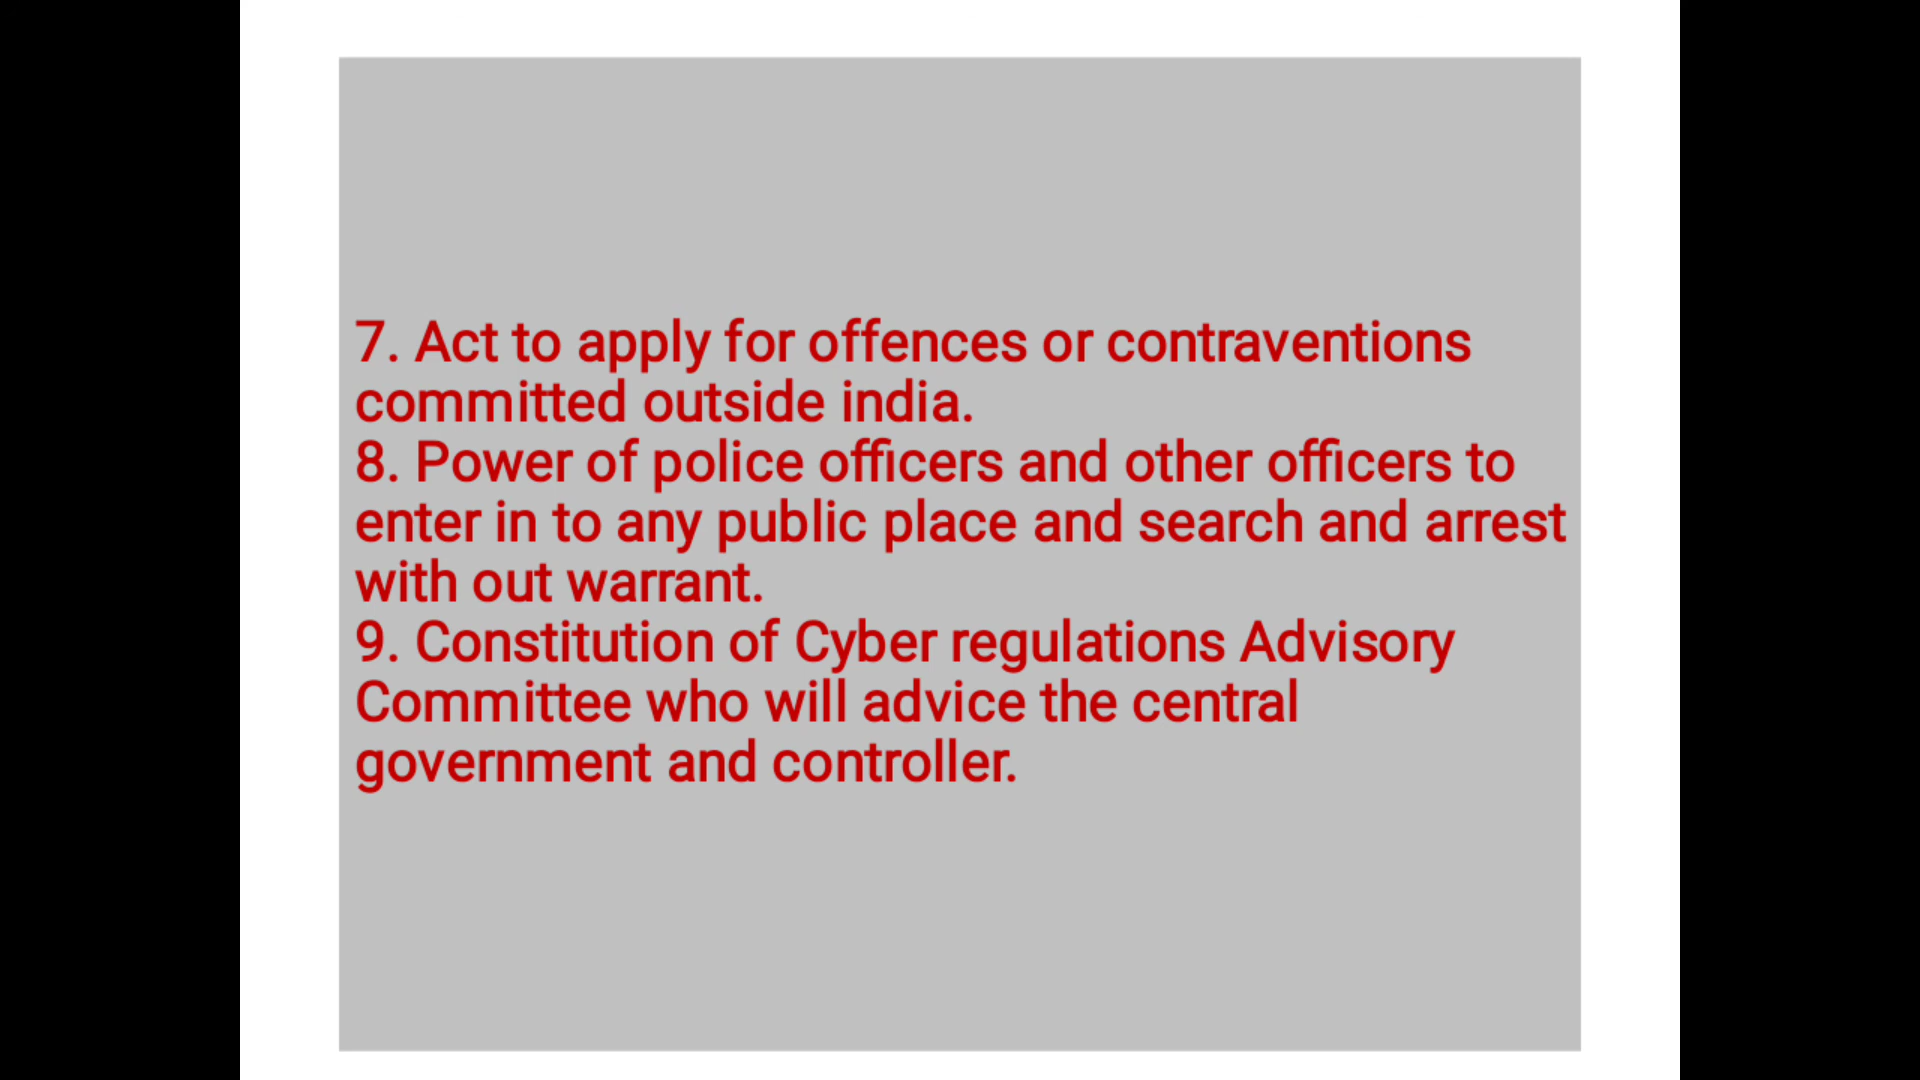 7. Act to apply for offences or contraventions
committed outside india.
8. Power of police officers and other officers to
enter in to any public place and search and arrest
with out warrant.
9. Constitution of Cyber regulations Advisory
Committee who will advice the central
government and controller.